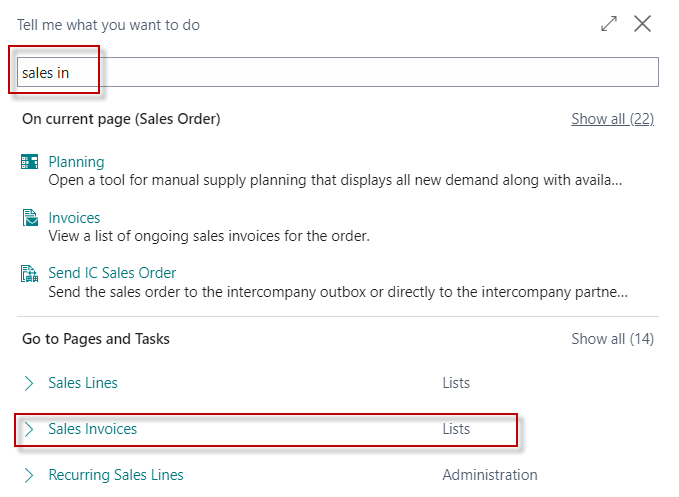 Tell me what you want to do
sales in
On current page (Sales Order) Show all (22)
Planning
Open a tool for manual supply planning that displays all new demand along with availa...
Invoices
View a list of ongoing sales invoices for the order.
Send IC Sales Order
Send the sales order to the intercompany outbox or directly to the intercompany partne...
Go to Pages and Tasks Show all (14)
Sales Lines Lists
Sales Invoices Lists
Recurring Sales Lines Administration